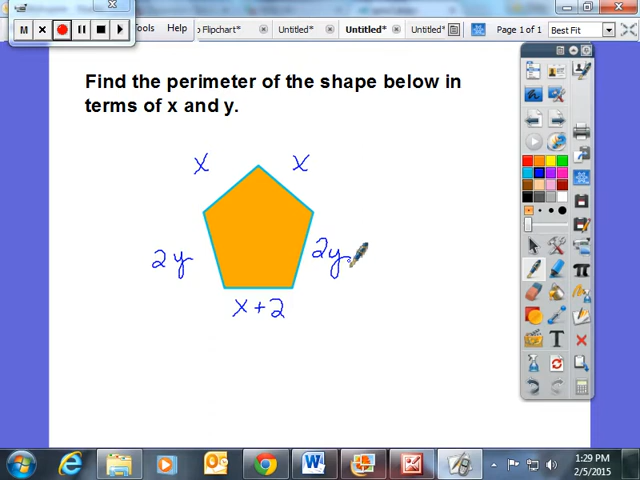 M
Tools
Help
o Flipchart*
Untitled*
Untitled*
Untitled*
Page 1 of 1
Best Fit
Find the perimeter of the shape below in
terms of x and y.
x
x
2y
2y
x + 2
1:29 PM
2/5/2015